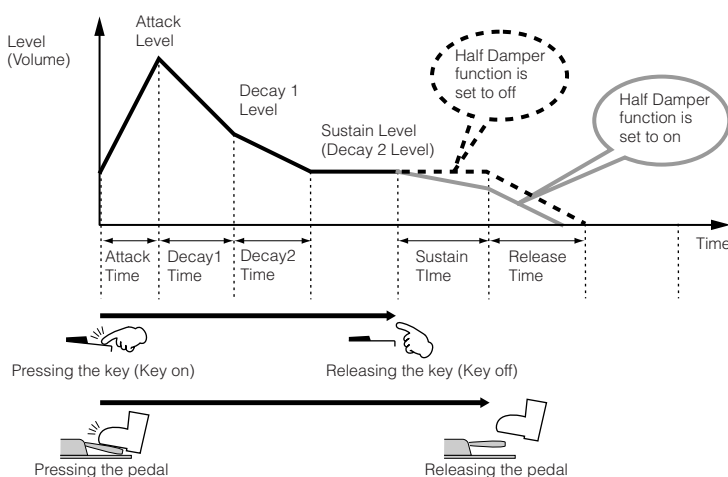 Level
(Volume)
Attack
Level
Decay 1
Level
Sustain Level
(Decay 2 Level)
Half Damper
function is
set to off
Half Damper
function is
set to on
Time
Attack
Time
Decay1
Time
Decay2
Time
Sustain
TIme
Release
Time
Pressing the key (Key on)
Releasing the key (Key off)
Pressing the pedal
Releasing the pedal